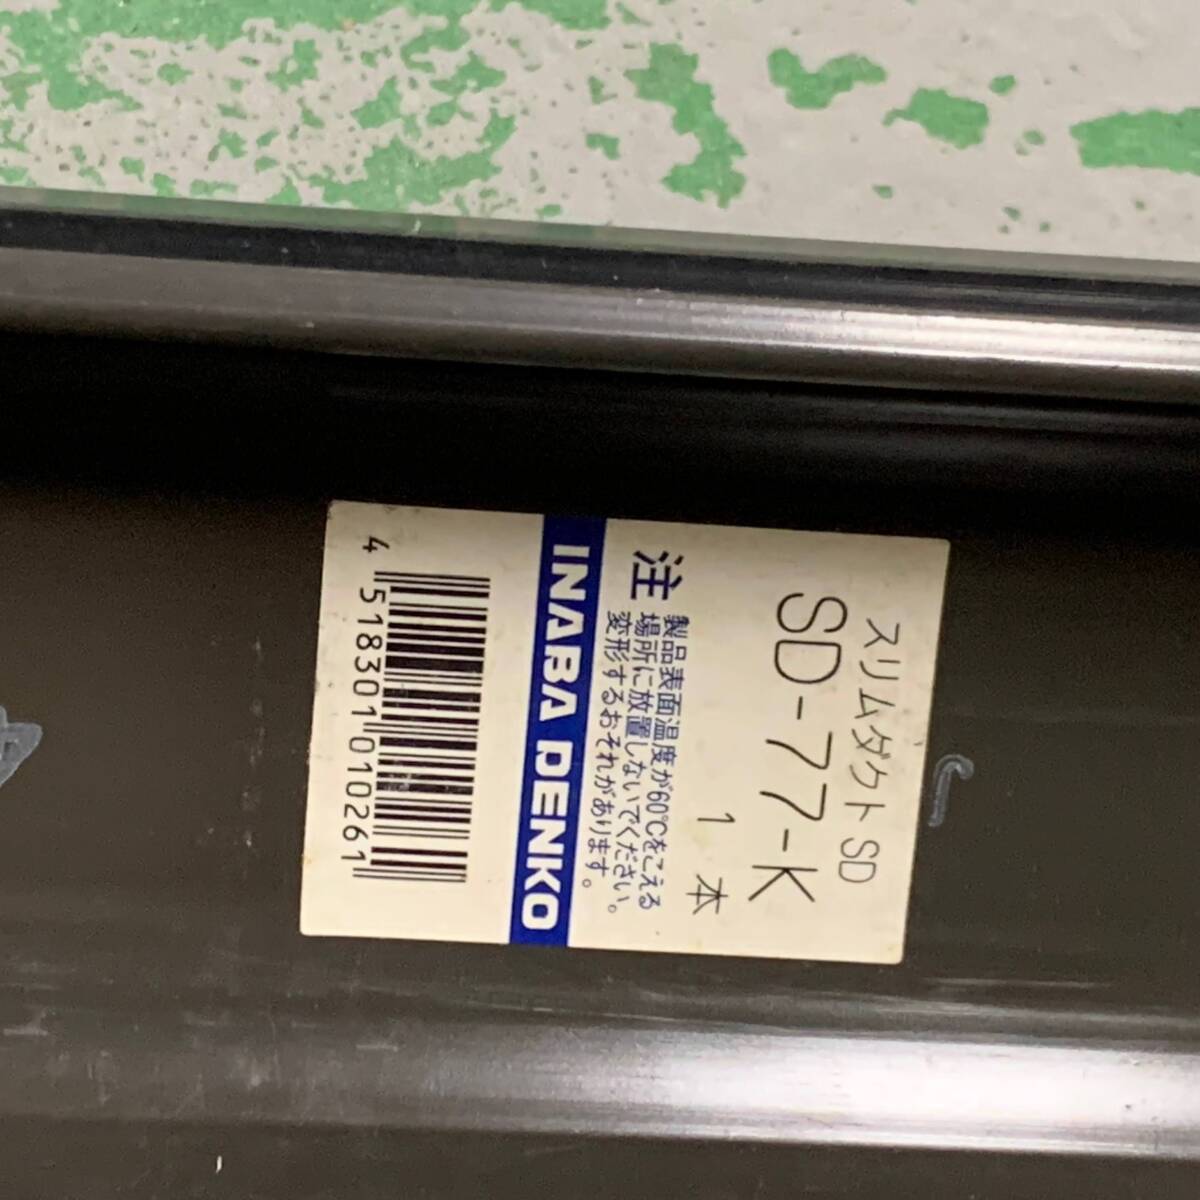 スリムダクト SD
SD-77-K
1 本
注 製品表面温度が60℃をこえる
場所に放置しないでください。
変形するおそれがあります。
INABA DENKO
4 518301 010261